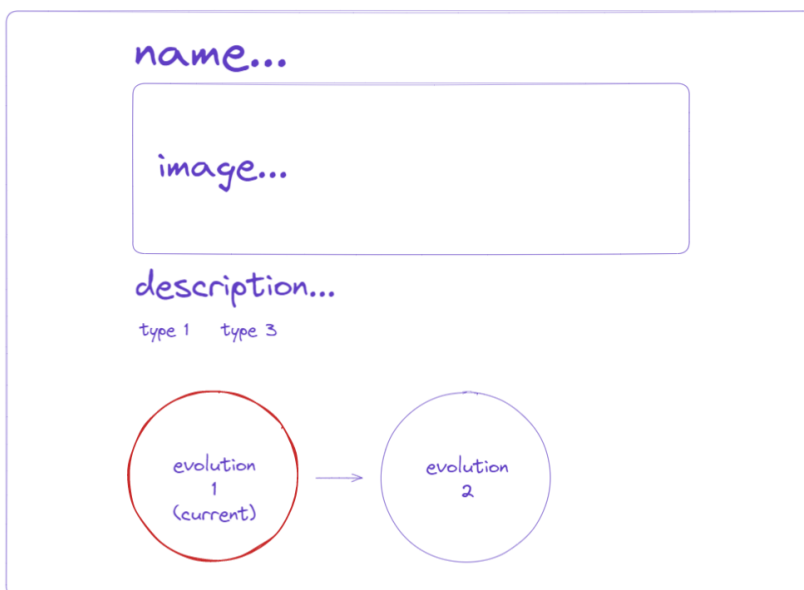 name...
image...
description...
type 1 type 3
evolution
1
(current)
evolution
2